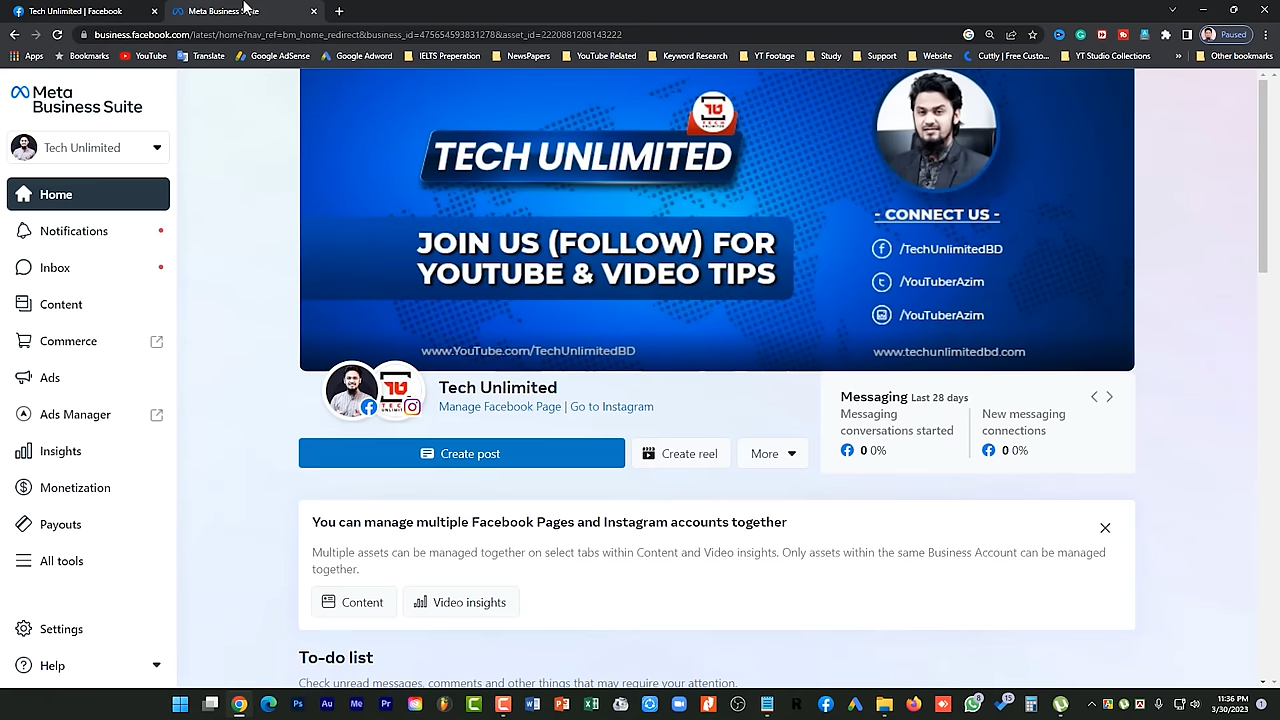 Tech Unlimited | Facebook
Meta Business Suite
business.facebook.com/latest/home?nav_ref=bm_home_redirect&business_id=475654593831278&asset_id=2220881208143222
Paused
Apps
Bookmarks
YouTube
Translate
Google AdSense
Google Adword
IELTS Preperation
NewsPapers
YouTube Related
Keyword Research
YT Footage
Study
Support
Website
Cuttly | Free Custo...
YT Studio Collections
»
Other bookmarks
Meta
Business Suite
Tech Unlimited
Home
Notifications
Inbox
Content
Commerce
Ads
Ads Manager
Insights
Monetization
Payouts
All tools
Settings
Help
TECH UNLIMITED
JOIN US (FOLLOW) FOR
YOUTUBE & VIDEO TIPS
www.YouTube.com/TechUnlimitedBD
- CONNECT US -
/TechUnlimitedBD
/YouTuberAzim
/YouTuberAzim
www.techunlimitedbd.com
Tech Unlimited
Manage Facebook Page | Go to Instagram
Create post
Create reel
More
Messaging Last 28 days
Messaging
conversations started
0 0%
New messaging
connections
0 0%
You can manage multiple Facebook Pages and Instagram accounts together
Multiple assets can be managed together on select tabs within Content and Video insights. Only assets within the same Business Account can be managed
together.
Content
Video insights
To-do list
Check unread messages, comments and other things that may require your attention.
11:36 PM
3/30/2023